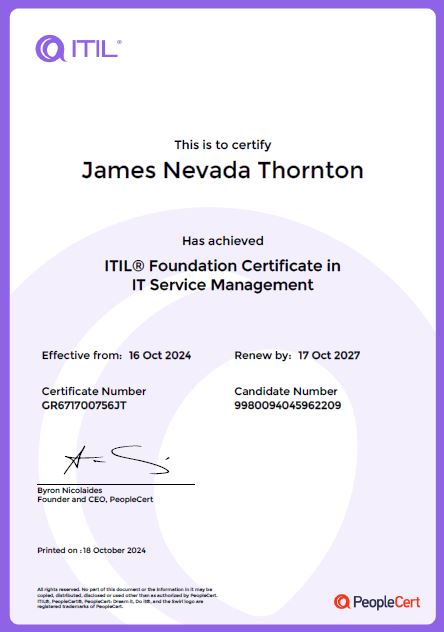 ITIL®
This is to certify
James Nevada Thornton
Has achieved
ITIL® Foundation Certificate in
IT Service Management
Effective from: 16 Oct 2024 Renew by: 17 Oct 2027
Certificate Number Candidate Number
GR671700756JT 9980094045962209
Byron Nicolaides
Founder and CEO, PeopleCert
Printed on : 18 October 2024
All rights reserved. No part of this document or the information in it may be
copied, distributed, disclosed or used other than as authorized by PeopleCert.
ITIL®, PeopleCert®, PeopleCert: Dream it, Do it®, and the Swirl logo are
registered trademarks of PeopleCert.
PeopleCert